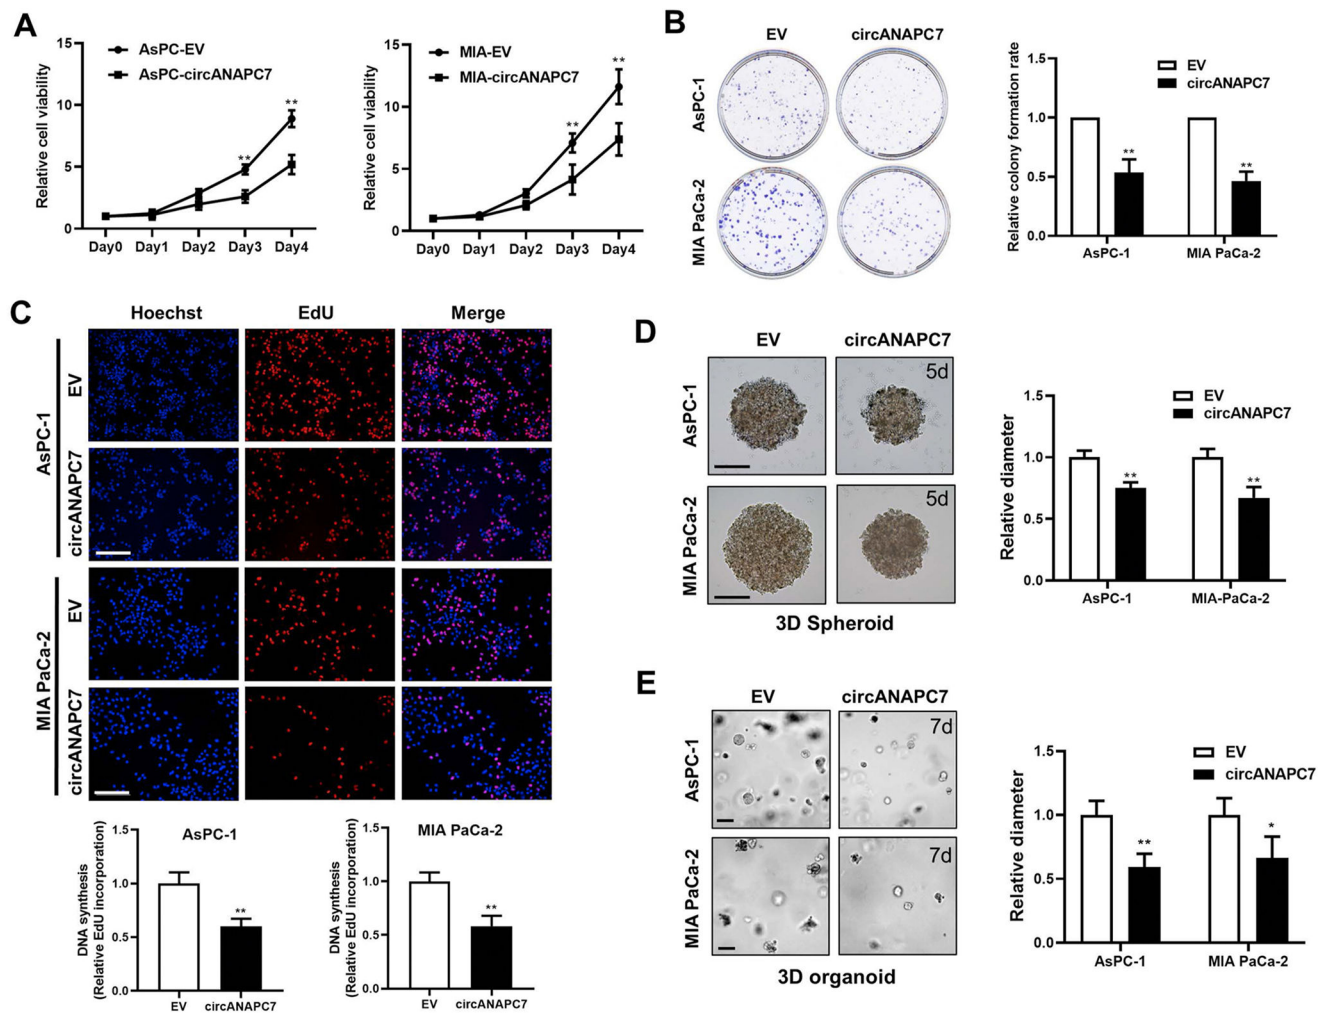 A
15
10
5
0
Relative cell viability
AsPC-EV
AsPC-circANAPC7
**
**
Day0 Day1 Day2 Day3 Day4
15
10
5
0
Relative cell viability
MIA-EV
MIA-circANAPC7
**
**
Day0 Day1 Day2 Day3 Day4
B
EV circANAPC7
AsPC-1
MIA PaCa-2
Relative colony formation rate
1.5
1.0
0.5
0.0
EV
circANAPC7
**
**
AsPC-1 MIA PaCa-2
C
Hoechst EdU Merge
AsPC-1
EV
circANAPC7
MIA PaCa-2
EV
circANAPC7
AsPC-1
DNA synthesis
(Relative EdU incorporation)
1.5
1.0
0.5
0.0
**
EV circANAPC7
MIA PaCa-2
DNA synthesis
(Relative EdU incorporation)
1.5
1.0
0.5
0.0
**
EV circANAPC7
D
EV circANAPC7
AsPC-1
5d
MIA PaCa-2
5d
3D Spheroid
Relative diameter
1.5
1.0
0.5
0.0
EV
circANAPC7
**
**
AsPC-1 MIA-PaCa-2
E
EV circANAPC7
AsPC-1
7d
MIA PaCa-2
7d
3D organoid
Relative diameter
1.5
1.0
0.5
0.0
EV
circANAPC7
**
*
AsPC-1 MIA PaCa-2